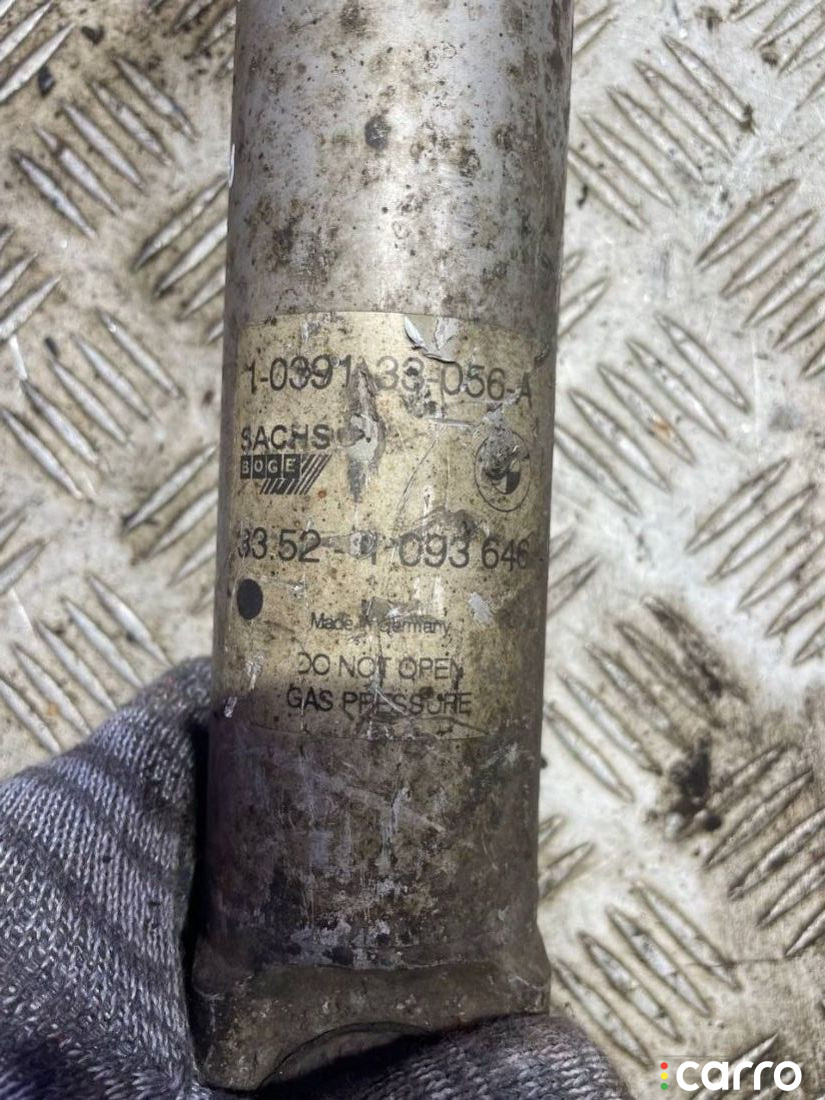 1-0391-33-056-A
SACHS
BOGE
33.52 - 1 093 646
Made in Germany
DO NOT OPEN
GAS PRESSURE
carro